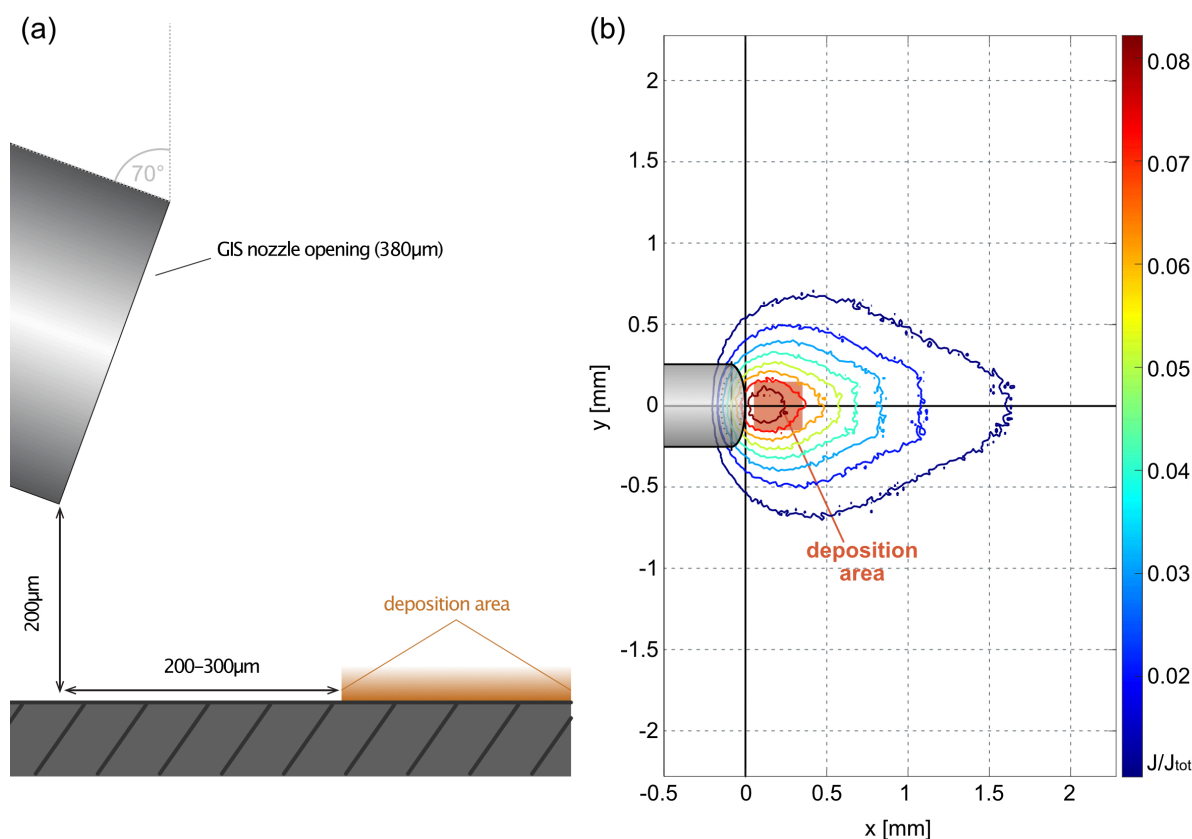 (a)
70°
GIS nozzle opening (380µm)
200µm
200–300µm
deposition area
(b)
y [mm]
2
1.5
1
0.5
0
-0.5
-1
-1.5
-2
-0.5 0 0.5 1 1.5 2
x [mm]
deposition
area
0.08
0.07
0.06
0.05
0.04
0.03
0.02
J/Jtot